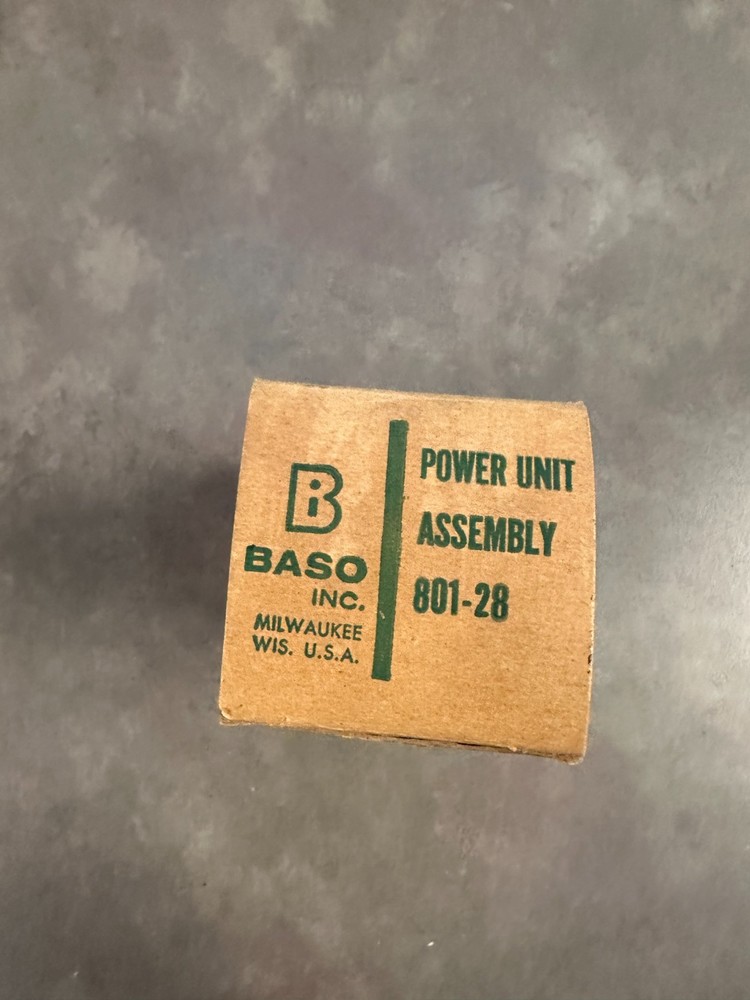 B
BASO
INC.
MILWAUKEE
WIS. U.S.A.
POWER UNIT
ASSEMBLY
801-28